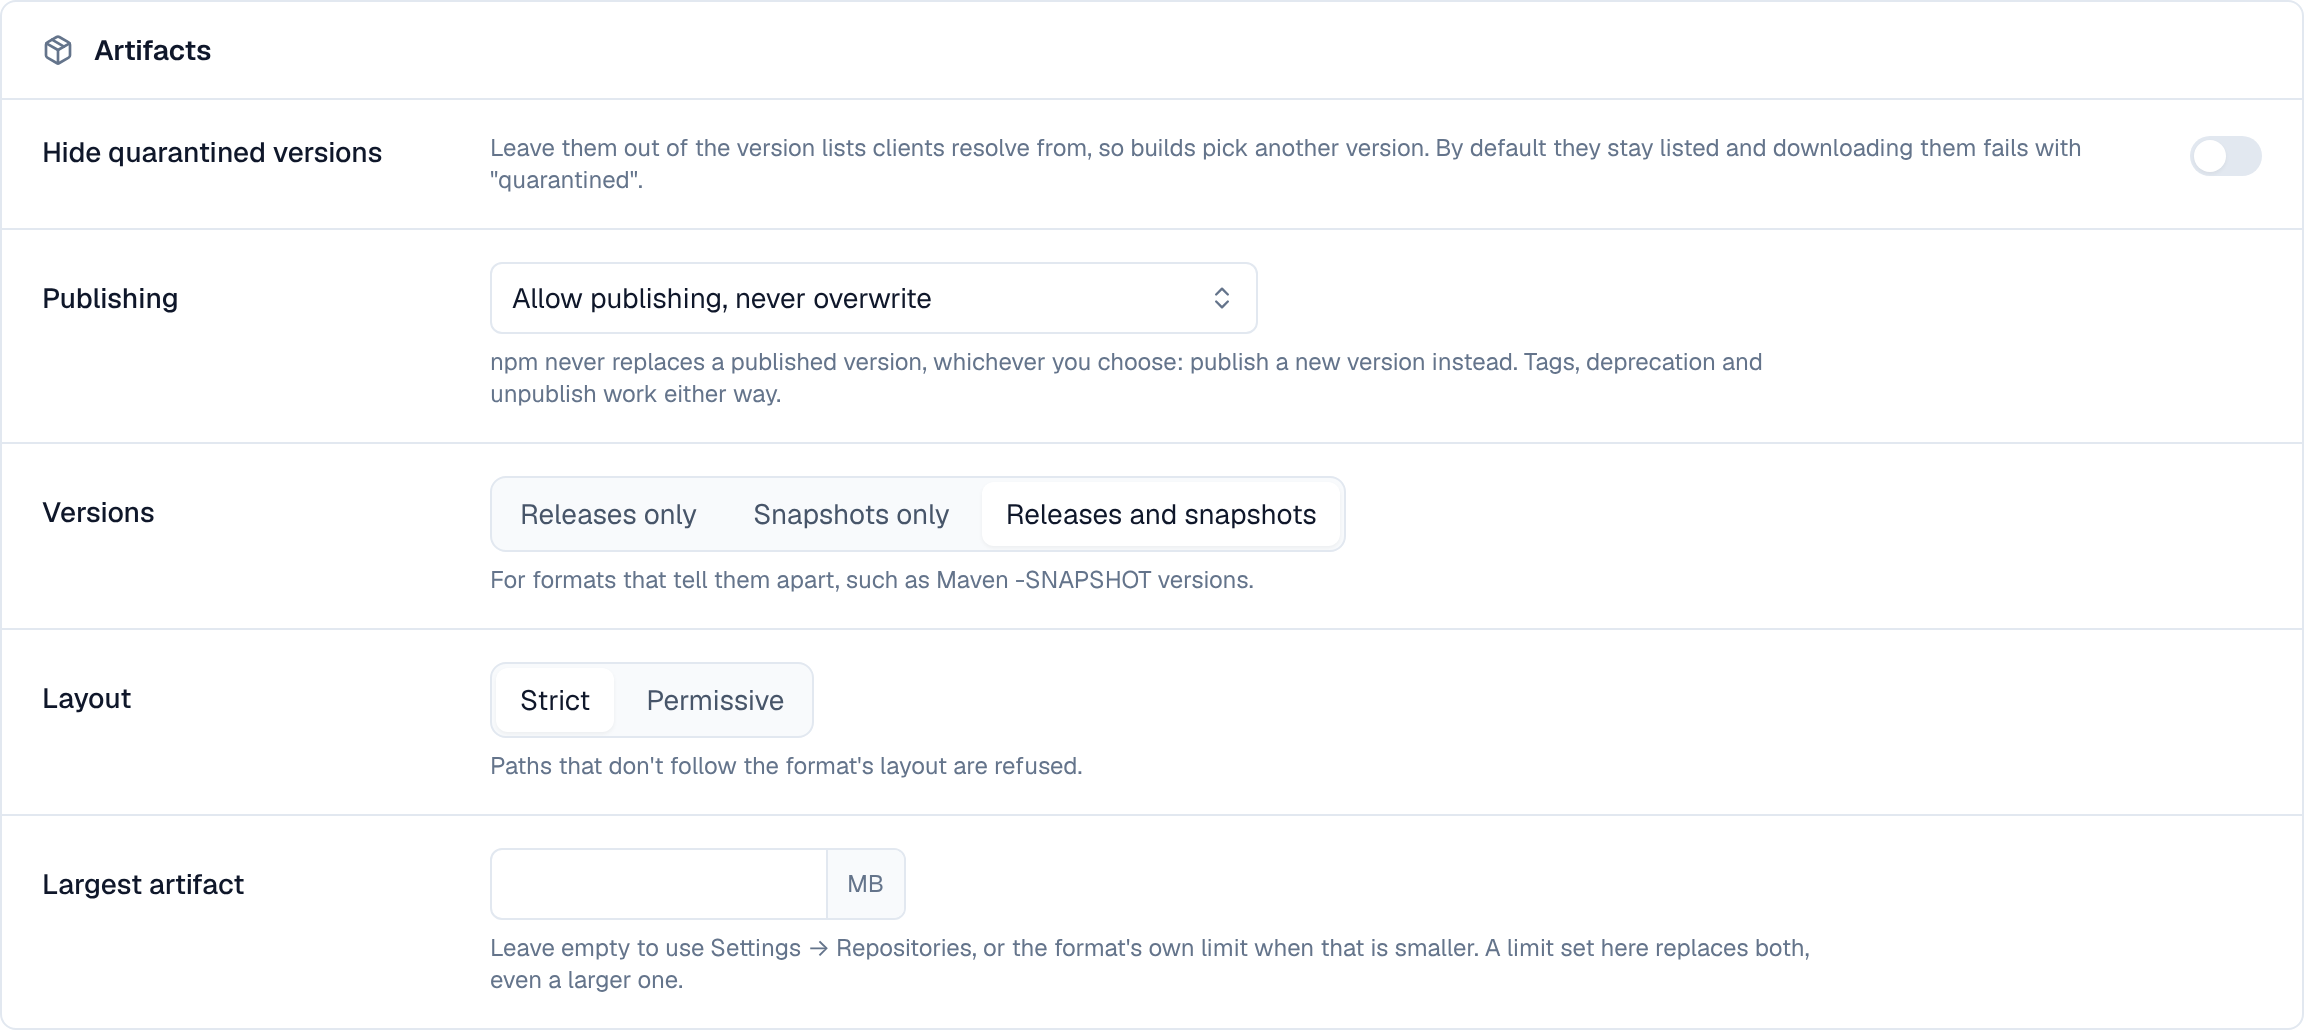 Artifacts
Hide quarantined versions
Leave them out of the version lists clients resolve from, so builds pick another version. By default they stay listed and downloading them fails with
"quarantined".
Publishing
Allow publishing, never overwrite
npm never replaces a published version, whichever you choose: publish a new version instead. Tags, deprecation and
unpublish work either way.
Versions
Releases only Snapshots only Releases and snapshots
For formats that tell them apart, such as Maven -SNAPSHOT versions.
Layout
Strict Permissive
Paths that don't follow the format's layout are refused.
Largest artifact
MB
Leave empty to use Settings → Repositories, or the format's own limit when that is smaller. A limit set here replaces both,
even a larger one.